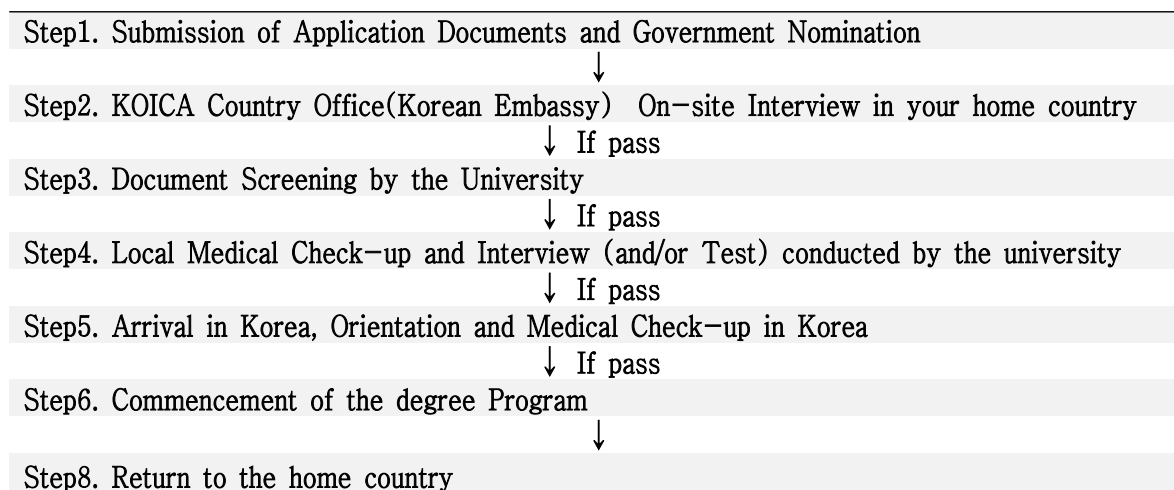 Step1. Submission of Application Documents and Government Nomination
↓
Step2. KOICA Country Office(Korean Embassy) On-site Interview in your home country
↓ If pass
Step3. Document Screening by the University
↓ If pass
Step4. Local Medical Check-up and Interview (and/or Test) conducted by the university
↓ If pass
Step5. Arrival in Korea, Orientation and Medical Check-up in Korea
↓ If pass
Step6. Commencement of the degree Program
↓
Step8. Return to the home country